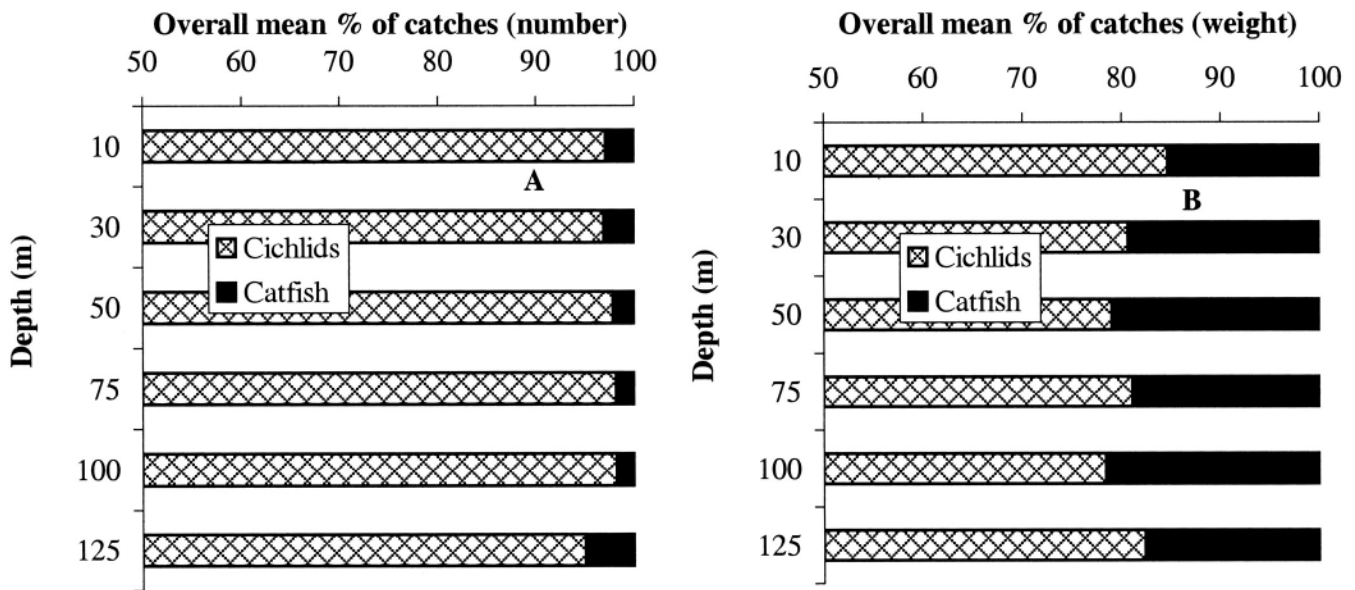 Overall mean % of catches (number)
50 60 70 80 90 100
Depth (m)
10
30
50
75
100
125
A
Cichlids
Catfish
Overall mean % of catches (weight)
50 60 70 80 90 100
Depth (m)
10
30
50
75
100
125
B
Cichlids
Catfish